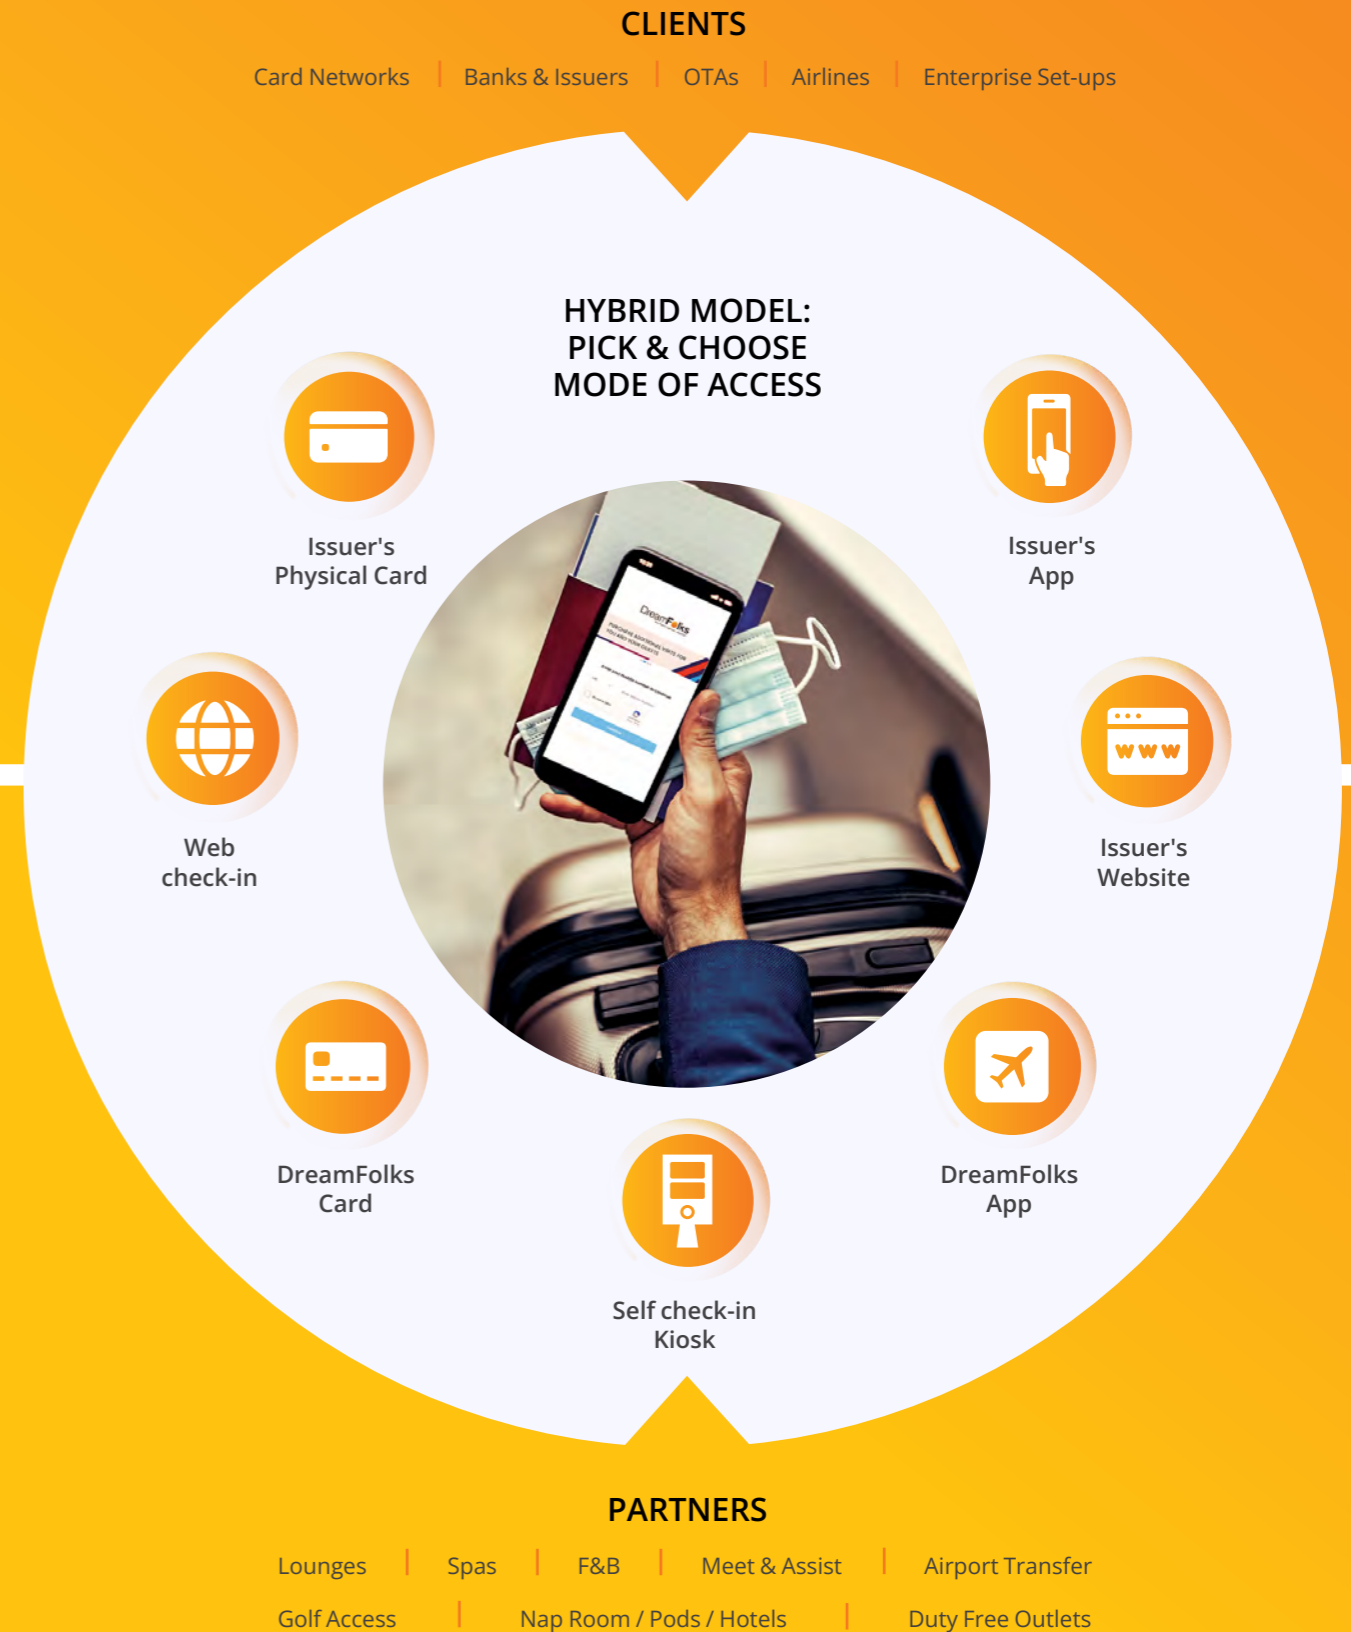 CLIENTS
Card Networks | Banks & Issuers | OTAs | Airlines | Enterprise Set-ups
HYBRID MODEL:
PICK & CHOOSE
MODE OF ACCESS
Issuer's
Physical Card
Issuer's
App
DreamFolks
Web
check-in
Issuer's
Website
www
DreamFolks
Card
DreamFolks
App
Self check-in
Kiosk
PARTNERS
Lounges | Spas | F&B | Meet & Assist | Airport Transfer
Golf Access | Nap Room / Pods / Hotels | Duty Free Outlets